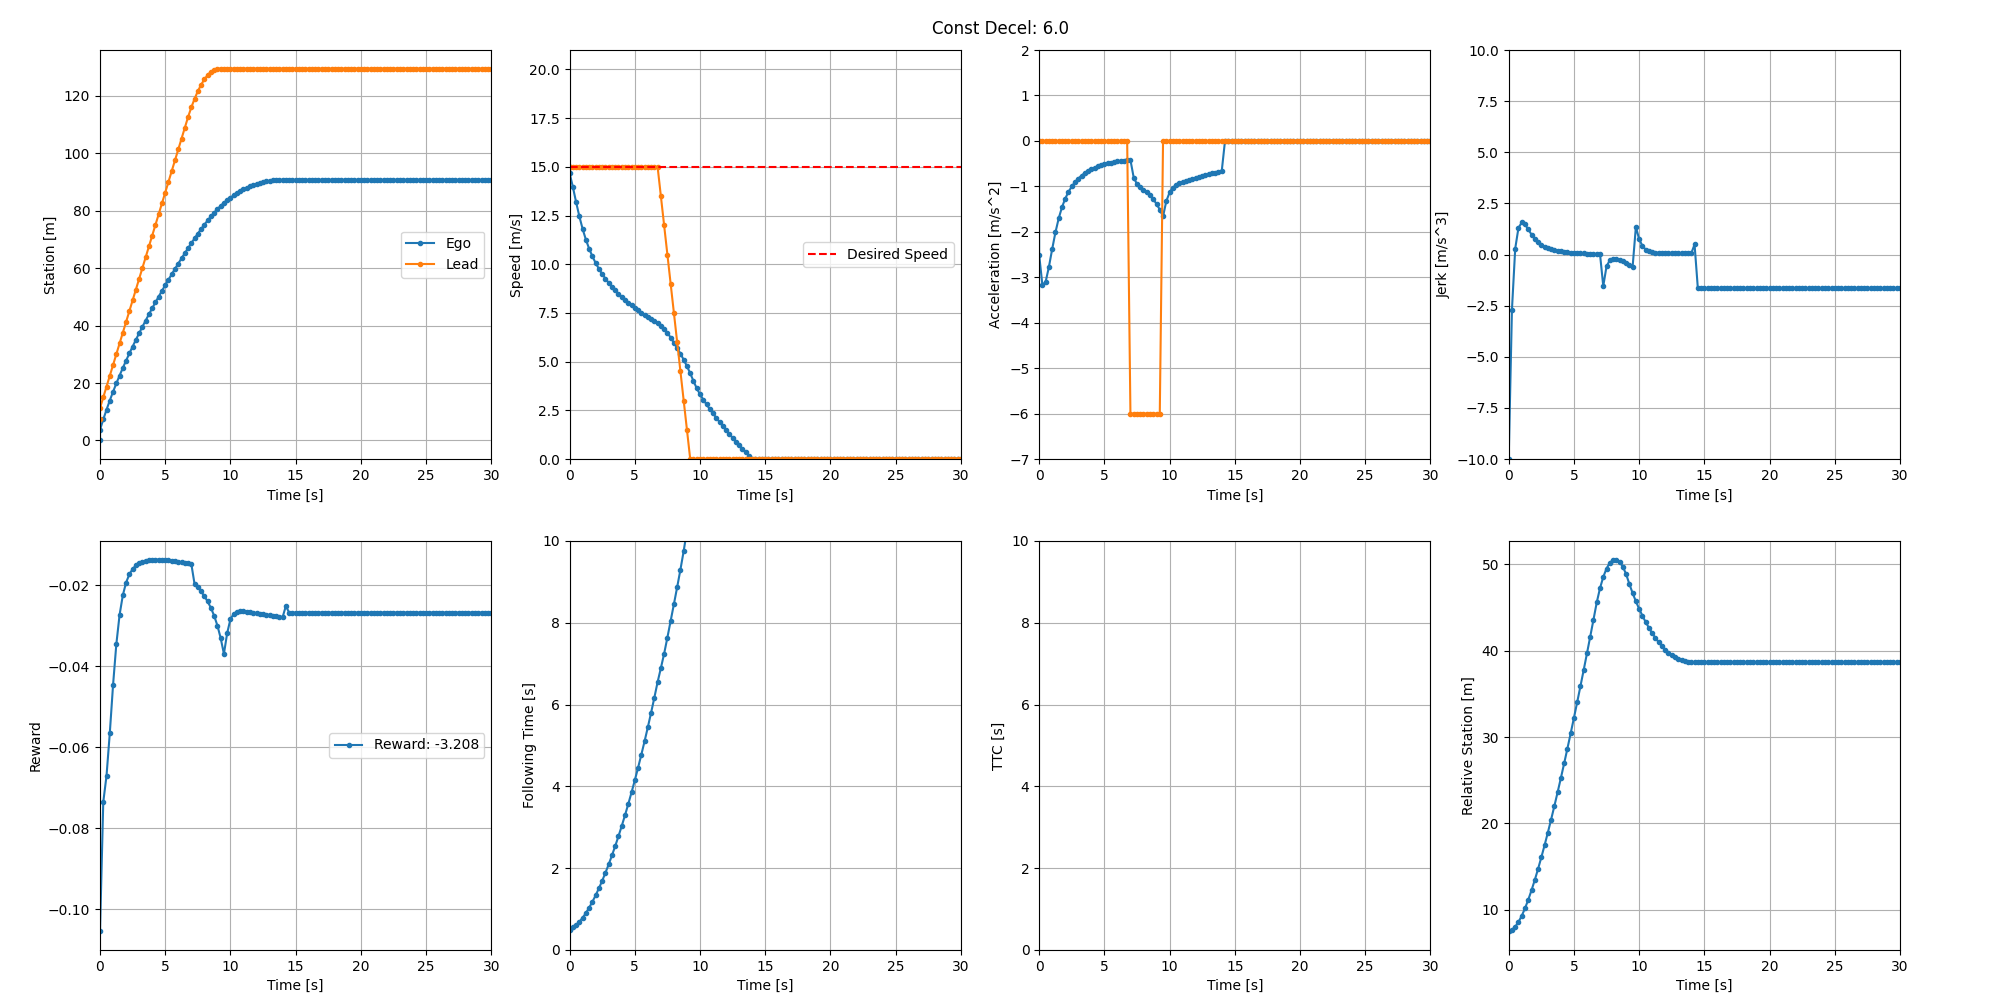 Const Decel: 6.0
Station [m]
120
100
80
60
40
20
0
Ego
Lead
0 5 10 15 20 25 30
Time [s]
Speed [m/s]
20.0
17.5
15.0
12.5
10.0
7.5
5.0
2.5
0.0
Desired Speed
0 5 10 15 20 25 30
Time [s]
Acceleration [m/s^2]
2
1
0
−1
−2
−3
−4
−5
−6
−7
0 5 10 15 20 25 30
Time [s]
Jerk [m/s^3]
10.0
7.5
5.0
2.5
0.0
−2.5
−5.0
−7.5
−10.0
0 5 10 15 20 25 30
Time [s]
Reward
−0.02
−0.04
−0.06
−0.08
−0.10
Reward: -3.208
0 5 10 15 20 25 30
Time [s]
Following Time [s]
10
8
6
4
2
0
0 5 10 15 20 25 30
Time [s]
TTC [s]
10
8
6
4
2
0
0 5 10 15 20 25 30
Time [s]
Relative Station [m]
50
40
30
20
10
0 5 10 15 20 25 30
Time [s]